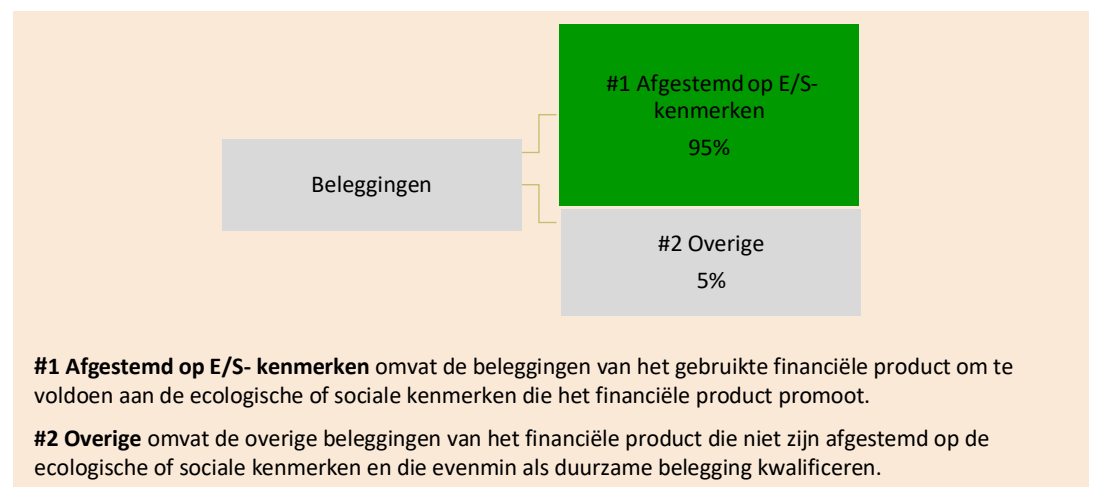 #1 Afgestemd op E/S-
kenmerken
95%
Beleggingen
#2 Overige
5%
#1 Afgestemd op E/S- kenmerken omvat de beleggingen van het gebruikte financiële product om te
voldoen aan de ecologische of sociale kenmerken die het financiële product promoot.
#2 Overige omvat de overige beleggingen van het financiële product die niet zijn afgestemd op de
ecologische of sociale kenmerken en die evenmin als duurzame belegging kwalificeren.